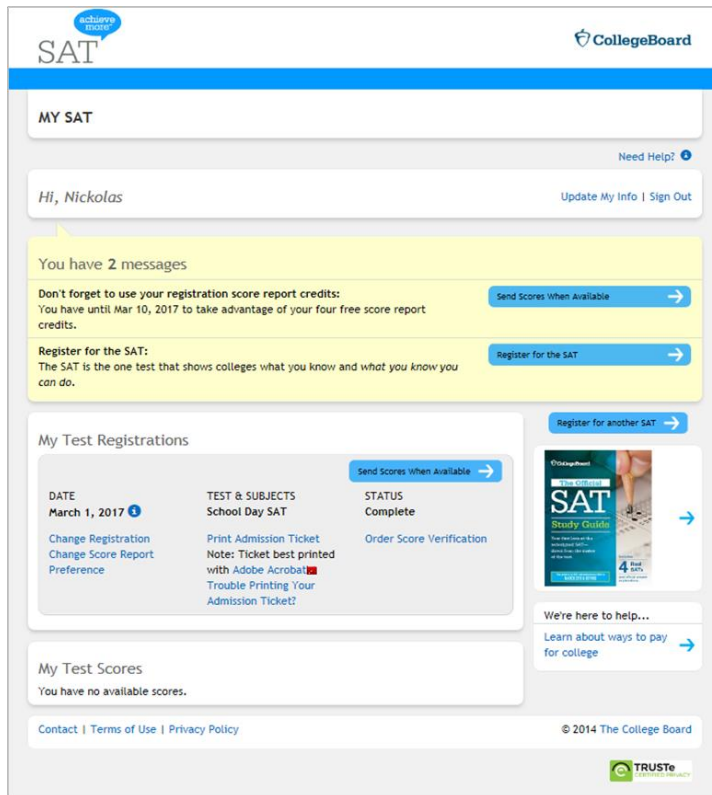 achieve
more
SAT
CollegeBoard
MY SAT
Need Help?
Hi, Nickolas
Update My Info | Sign Out
You have 2 messages
Don't forget to use your registration score report credits:
You have until Mar 10, 2017 to take advantage of your four free score report
credits.
Send Scores When Available
Register for the SAT:
The SAT is the one test that shows colleges what you know and what you know you
can do.
Register for the SAT
My Test Registrations
Send Scores When Available
DATE
March 1, 2017
Change Registration
Change Score Report
Preference
TEST & SUBJECTS
School Day SAT
Print Admission Ticket
Note: Ticket best printed
with Adobe Acrobat
Trouble Printing Your
Admission Ticket?
STATUS
Complete
Order Score Verification
Register for another SAT
CollegeBoard
The Official
SAT
Study Guide
4 Real
SATs
We're here to help...
Learn about ways to pay
for college
My Test Scores
You have no available scores.
Contact | Terms of Use | Privacy Policy
© 2014 The College Board
TRUSTe
CERTIFIED PRIVACY